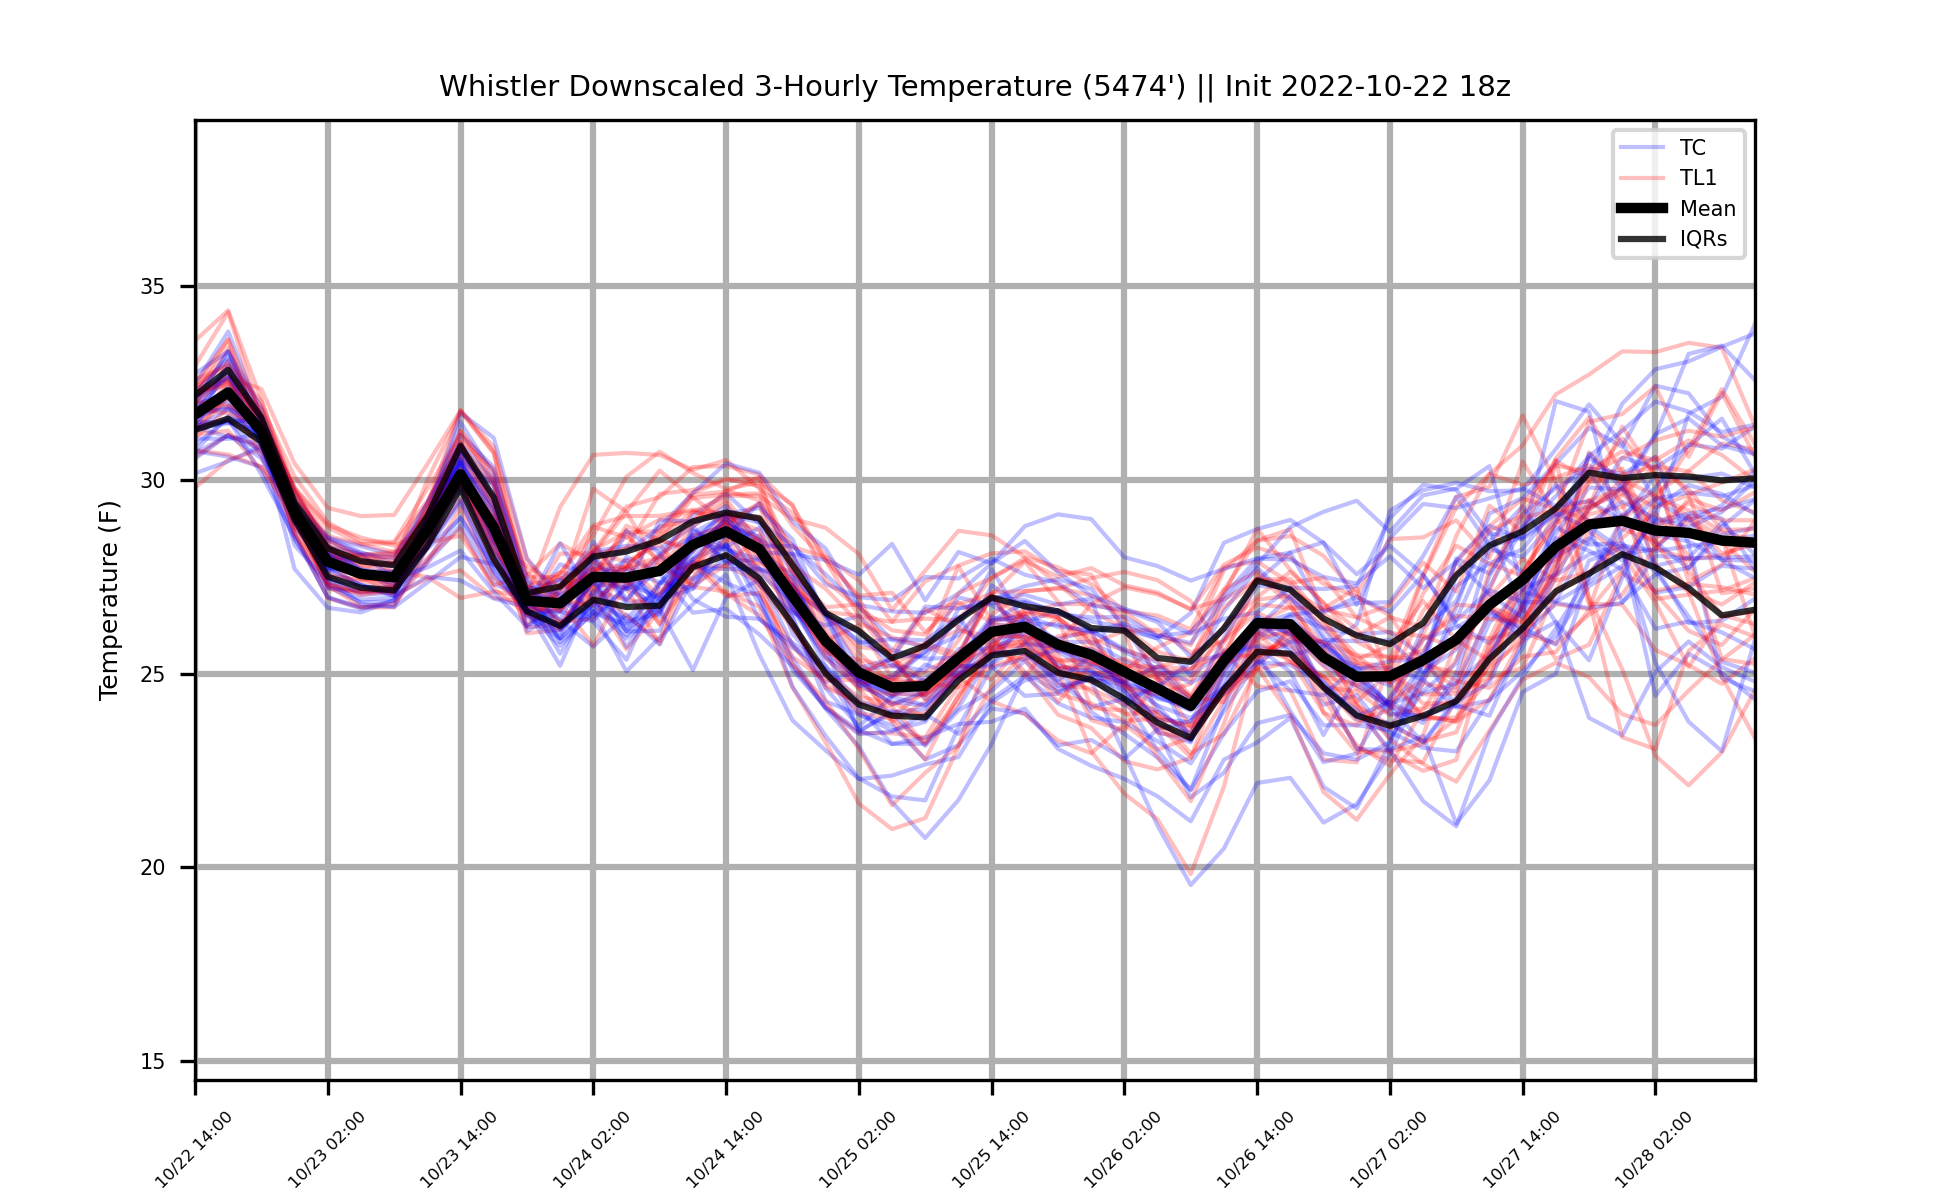 Whistler Downscaled 3-Hourly Temperature (5474') || Init 2022-10-22 18z
TC
TL1
Mean
IQRs
Temperature (F)
35
30
25
20
15
10/22 14:00
10/23 02:00
10/23 14:00
10/24 02:00
10/24 14:00
10/25 02:00
10/25 14:00
10/26 02:00
10/26 14:00
10/27 02:00
10/27 14:00
10/28 02:00